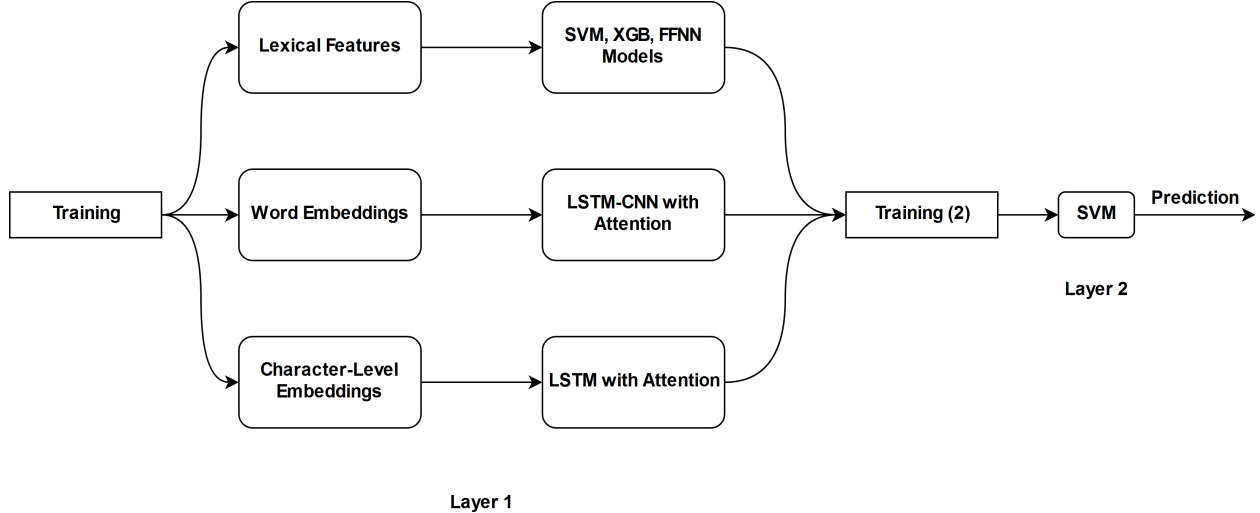 Lexical Features
SVM, XGB, FFNN
Models
Training
Word Embeddings
LSTM-CNN with
Attention
Training (2)
SVM
Prediction
Layer 2
Character-Level
Embeddings
LSTM with Attention
Layer 1